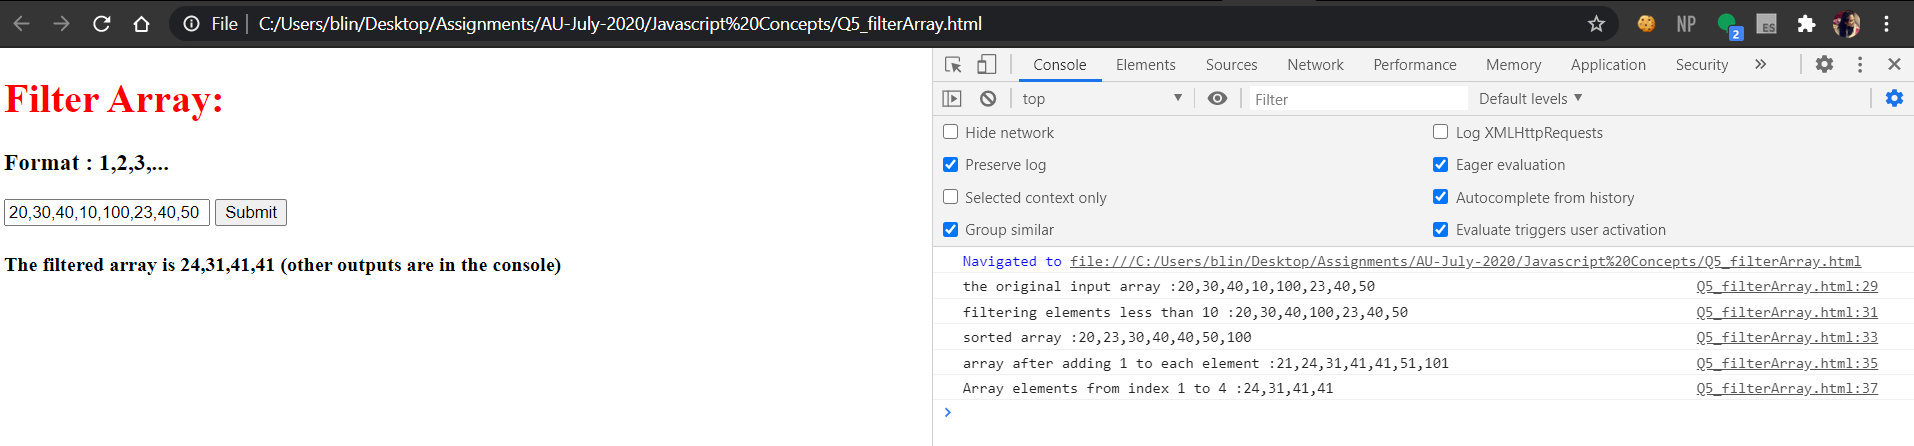 File C:/Users/blin/Desktop/Assignments/AU-July-2020/Javascript%20Concepts/Q5_filterArray.html
NP
2
ES
Filter Array:
Format : 1,2,3,...
20,30,40,10,100,23,40,50 Submit
The filtered array is 24,31,41,41 (other outputs are in the console)
Console Elements Sources Network Performance Memory Application Security »
top Filter Default levels
Hide network Log XMLHttpRequests
Preserve log Eager evaluation
Selected context only Autocomplete from history
Group similar Evaluate triggers user activation
Navigated to file:///C:/Users/blin/Desktop/Assignments/AU-July-2020/Javascript%20Concepts/Q5_filterArray.html
the original input array :20,30,40,10,100,23,40,50 Q5_filterArray.html:29
filtering elements less than 10 :20,30,40,100,23,40,50 Q5_filterArray.html:31
sorted array :20,23,30,40,40,50,100 Q5_filterArray.html:33
array after adding 1 to each element :21,24,31,41,41,51,101 Q5_filterArray.html:35
Array elements from index 1 to 4 :24,31,41,41 Q5_filterArray.html:37